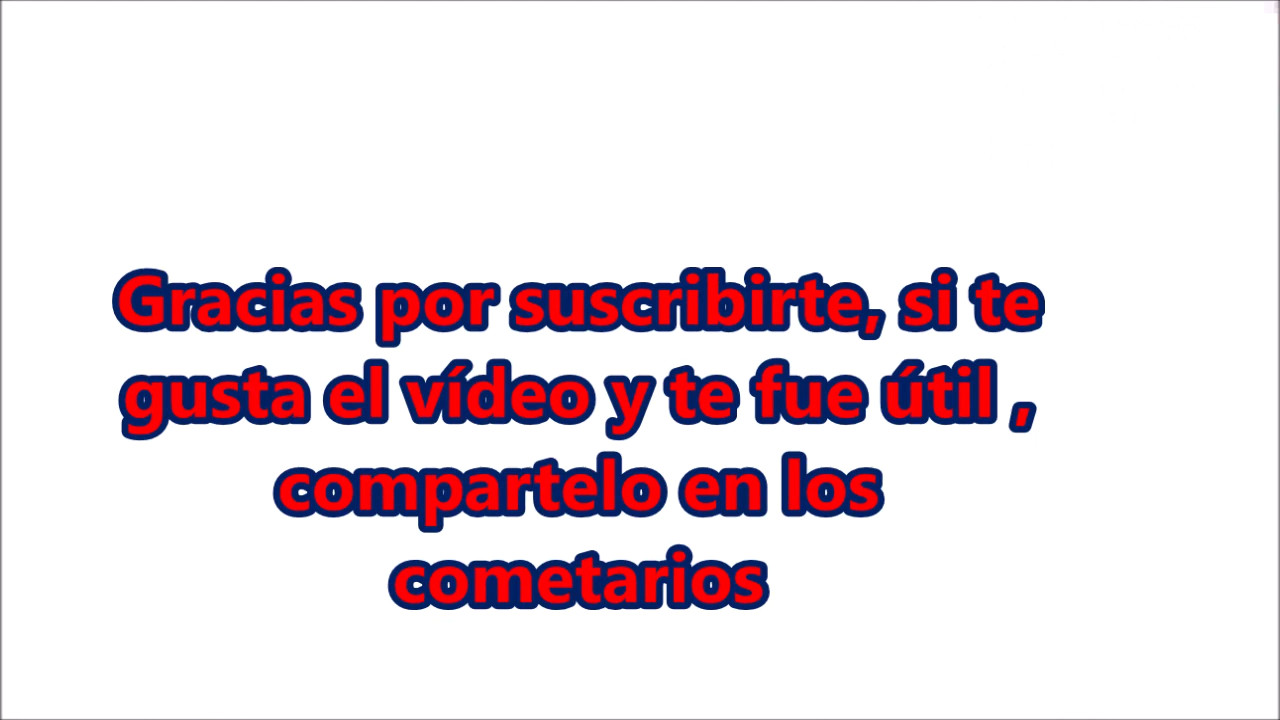 Gracias por suscribirte, si te
gusta el vídeo y te fue útil ,
compartelo en los
cometarios